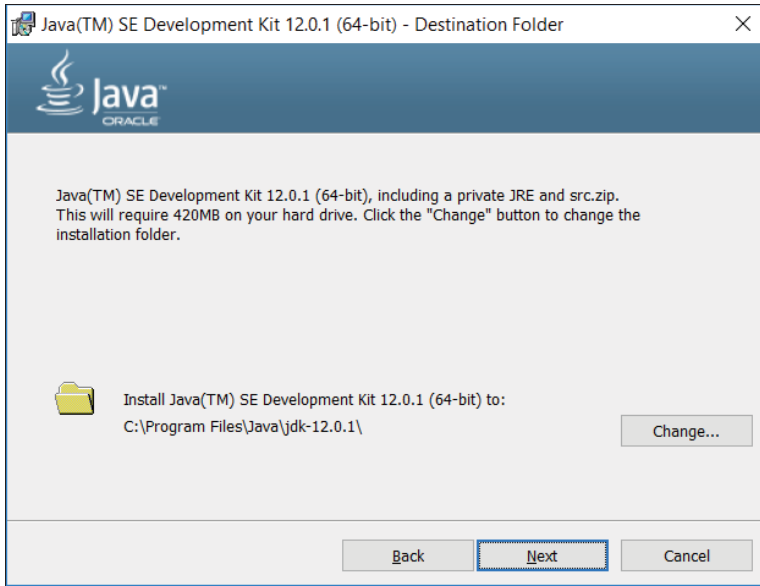 Java(TM) SE Development Kit 12.0.1 (64-bit) - Destination Folder
Java™
ORACLE
Java(TM) SE Development Kit 12.0.1 (64-bit), including a private JRE and src.zip.
This will require 420MB on your hard drive. Click the "Change" button to change the
installation folder.
Install Java(TM) SE Development Kit 12.0.1 (64-bit) to:
C:\Program Files\Java\jdk-12.0.1\
Change...
Back
Next
Cancel